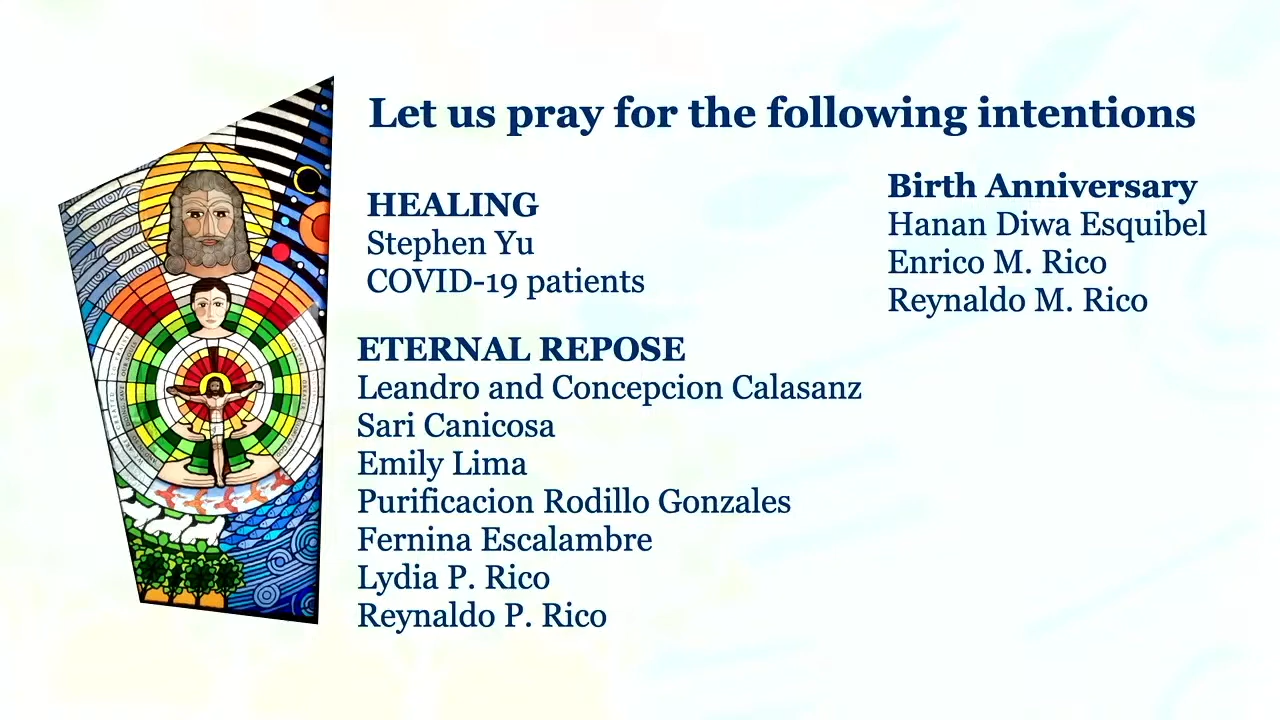 Let us pray for the following intentions
HEALING
Stephen Yu
COVID-19 patients
ETERNAL REPOSE
Leandro and Concepcion Calasanz
Sari Canicosa
Emily Lima
Purificacion Rodillo Gonzales
Fernina Escalambre
Lydia P. Rico
Reynaldo P. Rico
Birth Anniversary
Hanan Diwa Esquibel
Enrico M. Rico
Reynaldo M. Rico